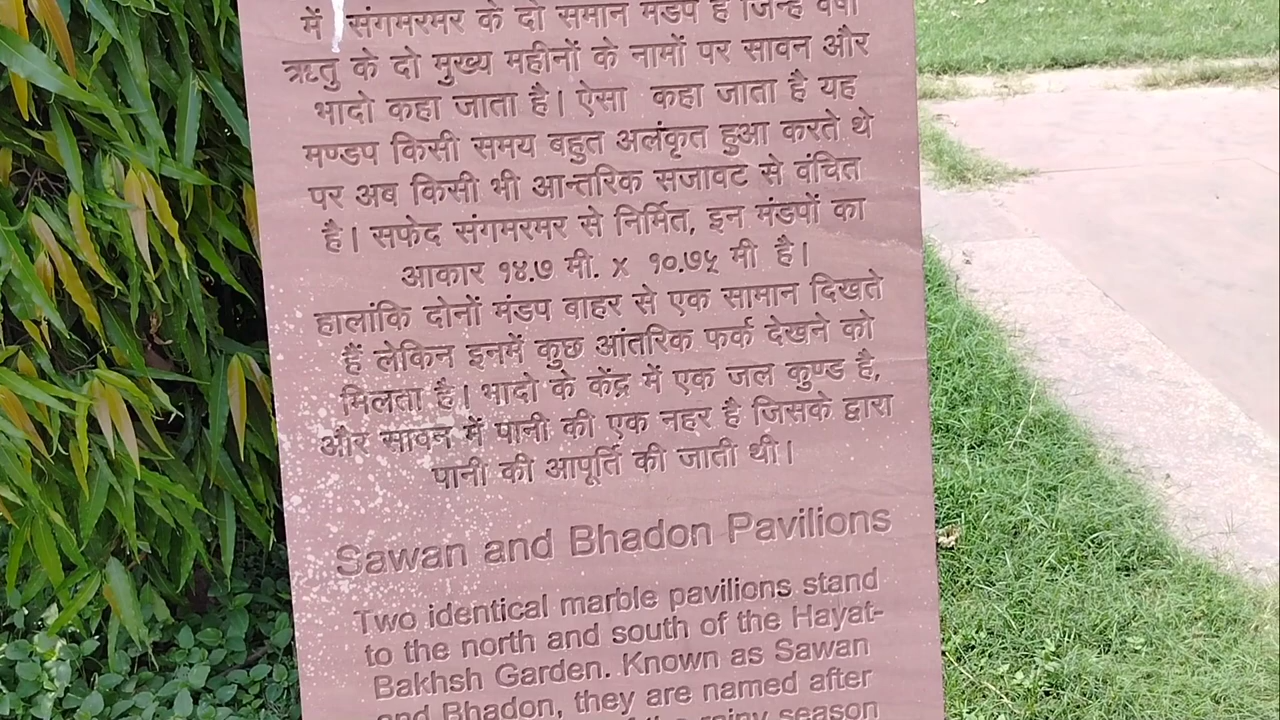 में संगमरमर के दो समान मंडप हैं जिन्हें वर्षा
ऋतु के दो मुख्य महीनों के नामों पर सावन और
भादो कहा जाता है। ऐसा कहा जाता है यह
मण्डप किसी समय बहुत अलंकृत हुआ करते थे
पर अब किसी भी आन्तरिक सजावट से वंचित
है। सफेद संगमरमर से निर्मित, इन मंडपों का
आकार १४.७ मी. x १०.७५ मी है।
हालांकि दोनों मंडप बाहर से एक सामान दिखते
हैं लेकिन इनमें कुछ आंतरिक फर्क देखने को
मिलता है। भादो के केंद्र में एक जल कुण्ड है,
और सावन में पानी की एक नहर है जिसके द्वारा
पानी की आपूर्ति की जाती थी।
Sawan and Bhadon Pavilions
Two identical marble pavilions stand
to the north and south of the Hayat-
Bakhsh Garden. Known as Sawan
and Bhadon, they are named after
the rainy season